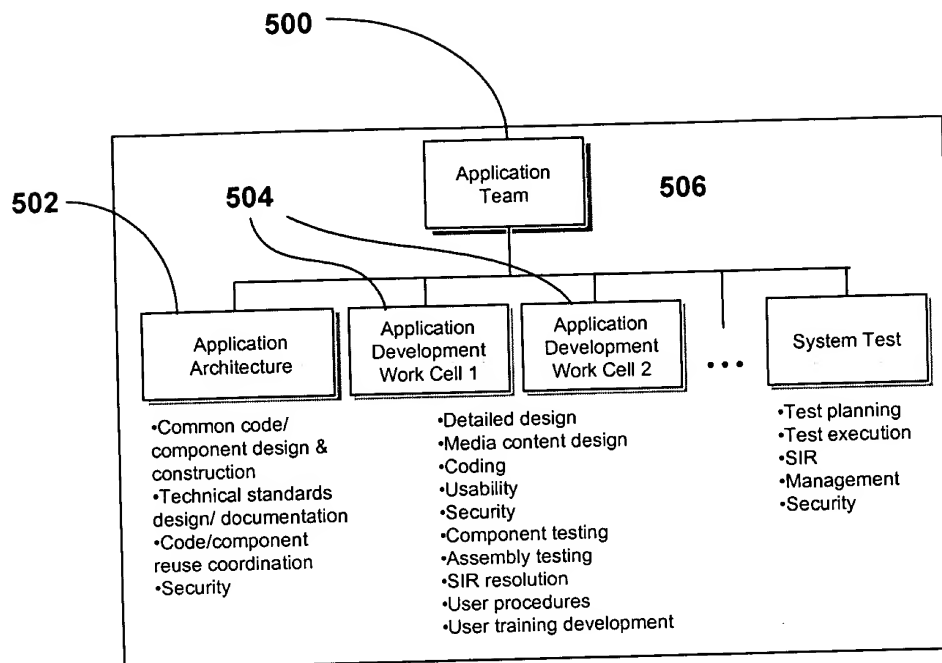 500
502
504
506
Application
Team
Application
Architecture
Application
Development
Work Cell 1
Application
Development
Work Cell 2
...
System Test
•Common code/
component design &
construction
•Technical standards
design/ documentation
•Code/component
reuse coordination
•Security
•Detailed design
•Media content design
•Coding
•Usability
•Security
•Component testing
•Assembly testing
•SIR resolution
•User procedures
•User training development
•Test planning
•Test execution
•SIR
•Management
•Security